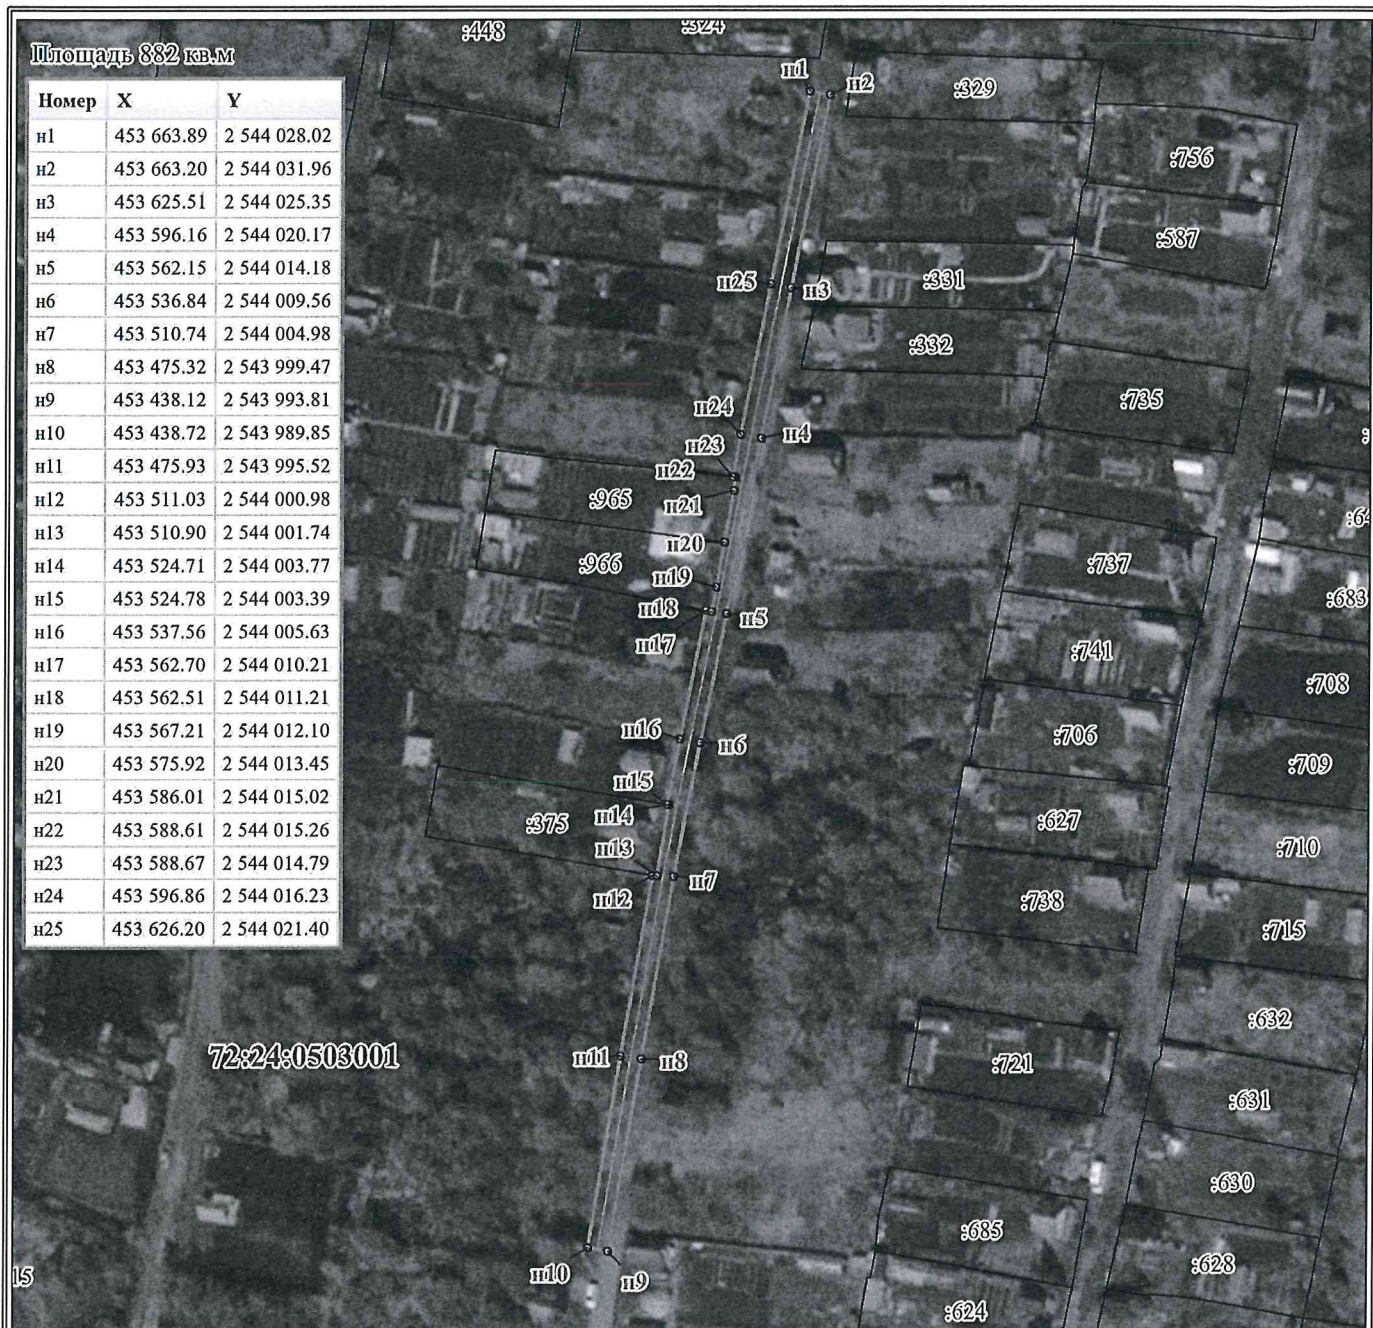 Площадь 882 кв.м
Номер X Y
н1 453 663.89 2 544 028.02
н2 453 663.20 2 544 031.96
н3 453 625.51 2 544 025.35
н4 453 596.16 2 544 020.17
н5 453 562.15 2 544 014.18
н6 453 536.84 2 544 009.56
н7 453 510.74 2 544 004.98
н8 453 475.32 2 543 999.47
н9 453 438.12 2 543 993.81
н10 453 438.72 2 543 989.85
н11 453 475.93 2 543 995.52
н12 453 511.03 2 544 000.98
н13 453 510.90 2 544 001.74
н14 453 524.71 2 544 003.77
н15 453 524.78 2 544 003.39
н16 453 537.56 2 544 005.63
н17 453 562.70 2 544 010.21
н18 453 562.51 2 544 011.21
н19 453 567.21 2 544 012.10
н20 453 575.92 2 544 013.45
н21 453 586.01 2 544 015.02
н22 453 588.61 2 544 015.26
н23 453 588.67 2 544 014.79
н24 453 596.86 2 544 016.23
н25 453 626.20 2 544 021.40
:448
:324
н1
н2
:329
:756
:587
н25
н3
:331
:332
:735
н24
н4
н23
н22
:965
н21
н20
:966
н19
н18
н5
н17
:737
:683
:741
:708
н16
н6
:706
:709
н15
н14
:375
:627
н13
:710
н12
н7
:738
:715
:632
72:24:0503001
н11
н8
:721
:631
:630
:685
н10
н9
:628
15
:624